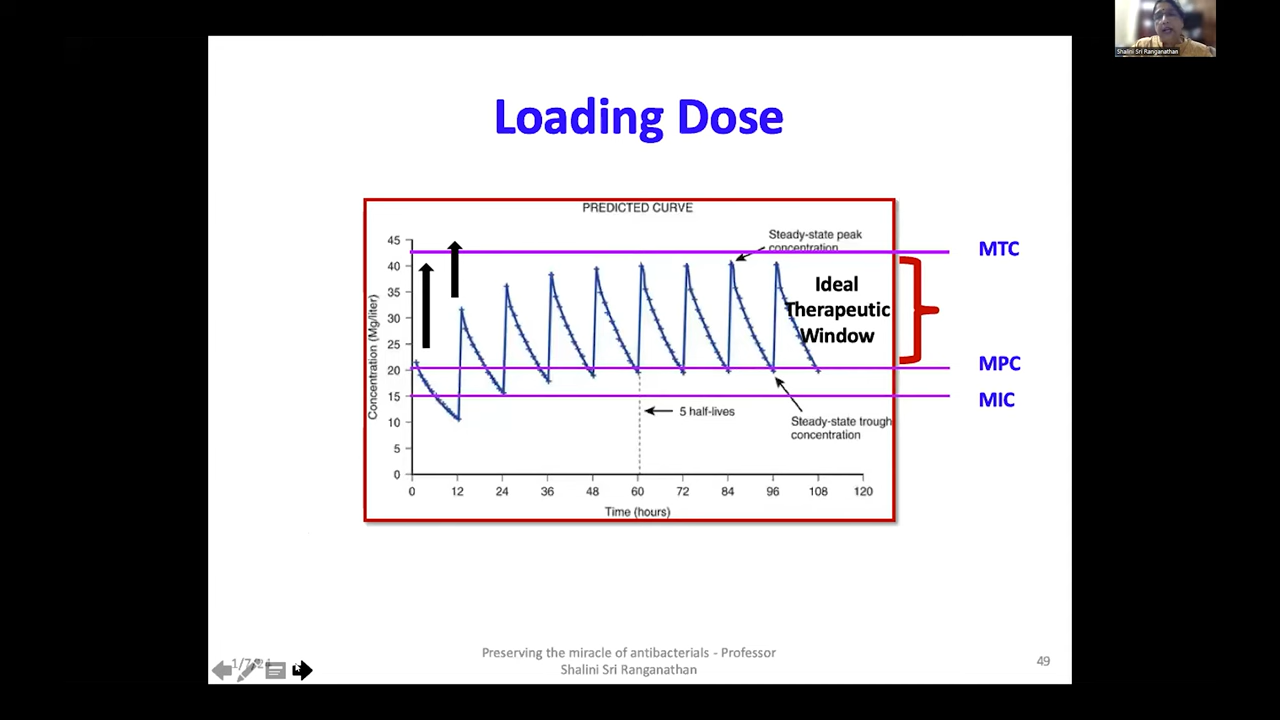 Shalini Sri Ranganathan
Loading Dose
PREDICTED CURVE
Steady-state peak
concentration
MTC
Ideal
Therapeutic
Window
MPC
MIC
5 half-lives
Steady-state trough
concentration
Concentration (Mg/liter)
45
40
35
30
25
20
15
10
5
0
0 12 24 36 48 60 72 84 96 108 120
Time (hours)
Preserving the miracle of antibacterials - Professor
Shalini Sri Ranganathan
49